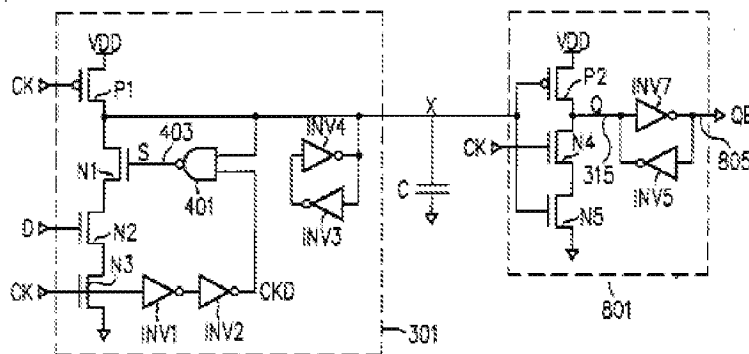 VDD
CK
P1
X
403
S
N1
401
INV4
INV3
C
D
N2
CK
N3
INV1
INV2
CKD
301
VDD
P2
Q
INV7
QB
CK
N4
315
INV5
805
N5
801